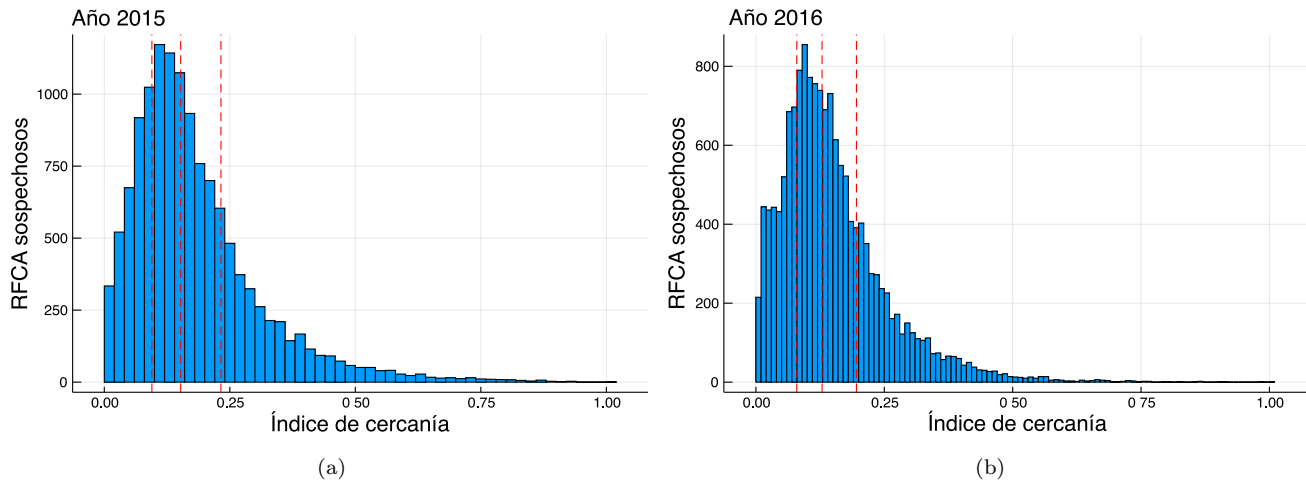 Año 2015
RFCA sospechosos
1000
750
500
250
0
0.00
0.25
0.50
0.75
1.00
Índice de cercanía
(a)
Año 2016
RFCA sospechosos
800
600
400
200
0
0.00
0.25
0 50
0.75
1.00
Índice de cercanía
(b)